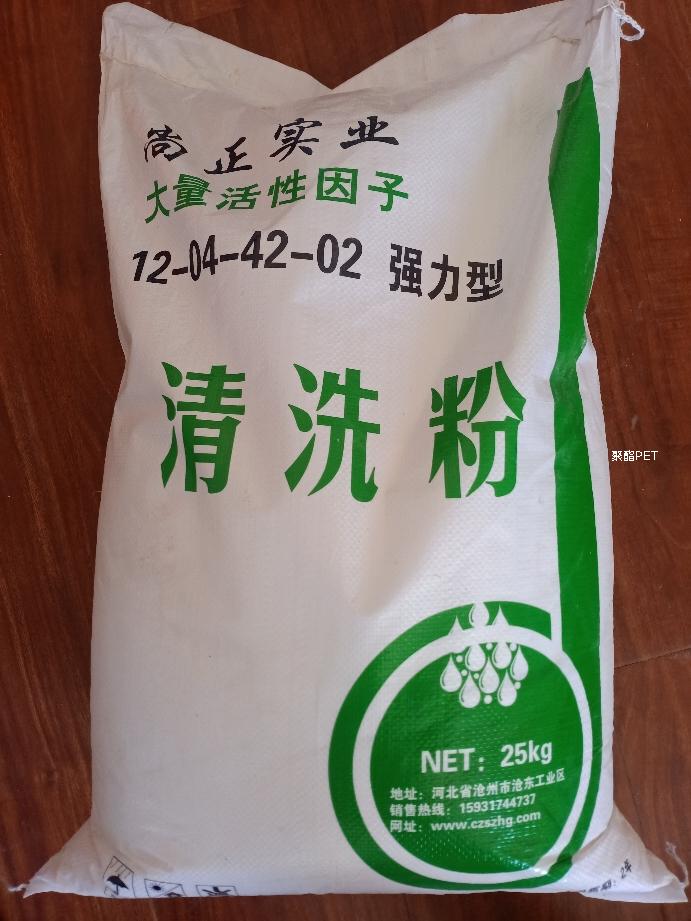 尚正实业
大量活性因子
12-04-42-02 强力型
清洗粉
聚酯PET
NET: 25kg
地址：河北省沧州市沧东工业区
销售热线：15931744737
网址：www.czszhg.com